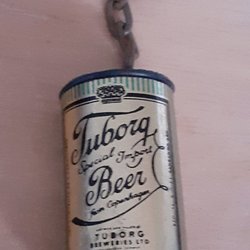 Tuborg
Special Import
Beer
from Copenhagen
TUBORG
BREWERIES LTD